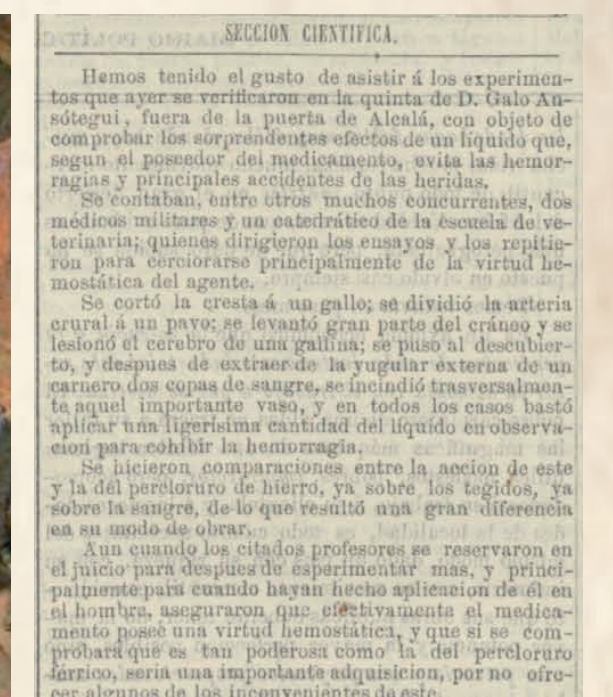 SECCION CIENTIFICA.
Hemos tenido el gusto de asistir á los experimen-
tos que ayer se verificaron en la quinta de D. Galo An-
sótegui, fuera de la puerta de Alcalá, con objeto de
comprobar los sorprendentes efectos de un líquido que,
segun el poseedor del medicamento, evita las hemor-
ragias y principales accidentes de las heridas.
Se contaban, entre otros muchos concurrentes, dos
médicos militares y un catedrático de la escuela de ve-
terinaria; quienes dirigieron los ensayos y los repitie-
ron para cerciorarse principalmente de la virtud he-
mostática del agente.
Se cortó la cresta á un gallo; se dividió la arteria
crural á un pavo; se levantó gran parte del cráneo y se
lesionó el cerebro de una gallina; se puso al descubier-
to, y despues de extraer de la yugular externa de un
carnero dos copas de sangre, se incindió trasversalmen-
te aquel importante vaso, y en todos los casos bastó
aplicar una ligerísima cantidad del líquido en observa-
cion para cohibir la hemorragia.
Se hicieron comparaciones entre la accion de este
y la del percloruro de hierro, ya sobre los tegidos, ya
sobre la sangre, de lo que resultó una gran diferencia
en su modo de obrar.
Aun cuando los citados profesores se reservaron en
el juicio para despues de esperimentar mas, y princi-
palmente para cuando hayan hecho aplicacion de él en
el hombre, aseguraron que efectivamente el medica-
mento posee una virtud hemostática, y que si se com-
probara que es tan poderosa como la del percloruro
férrico, seria una importante adquisicion, por no ofre-
cer algunos de los inconvenientes de este.